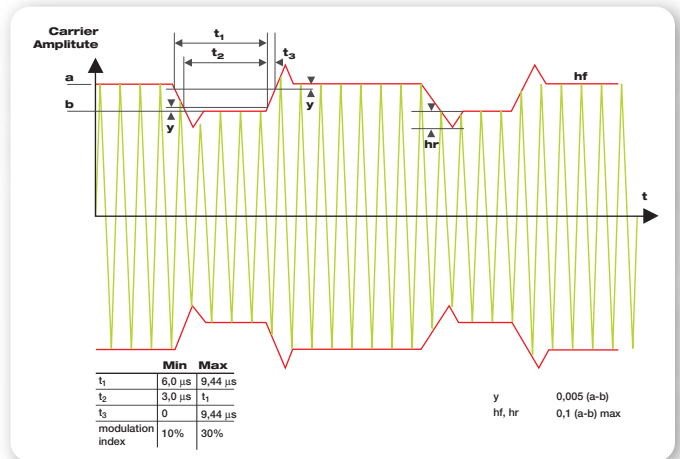 Carrier
Amplitute
t₁
t₂
t₃
a
b
y
y
hr
hf
t
Min Max
t₁ 6,0 µs 9,44 µs
t₂ 3,0 µs t₁
t₃ 0 9,44 µs
modulation
index 10% 30%
y 0,005 (a-b)
hf, hr 0,1 (a-b) max